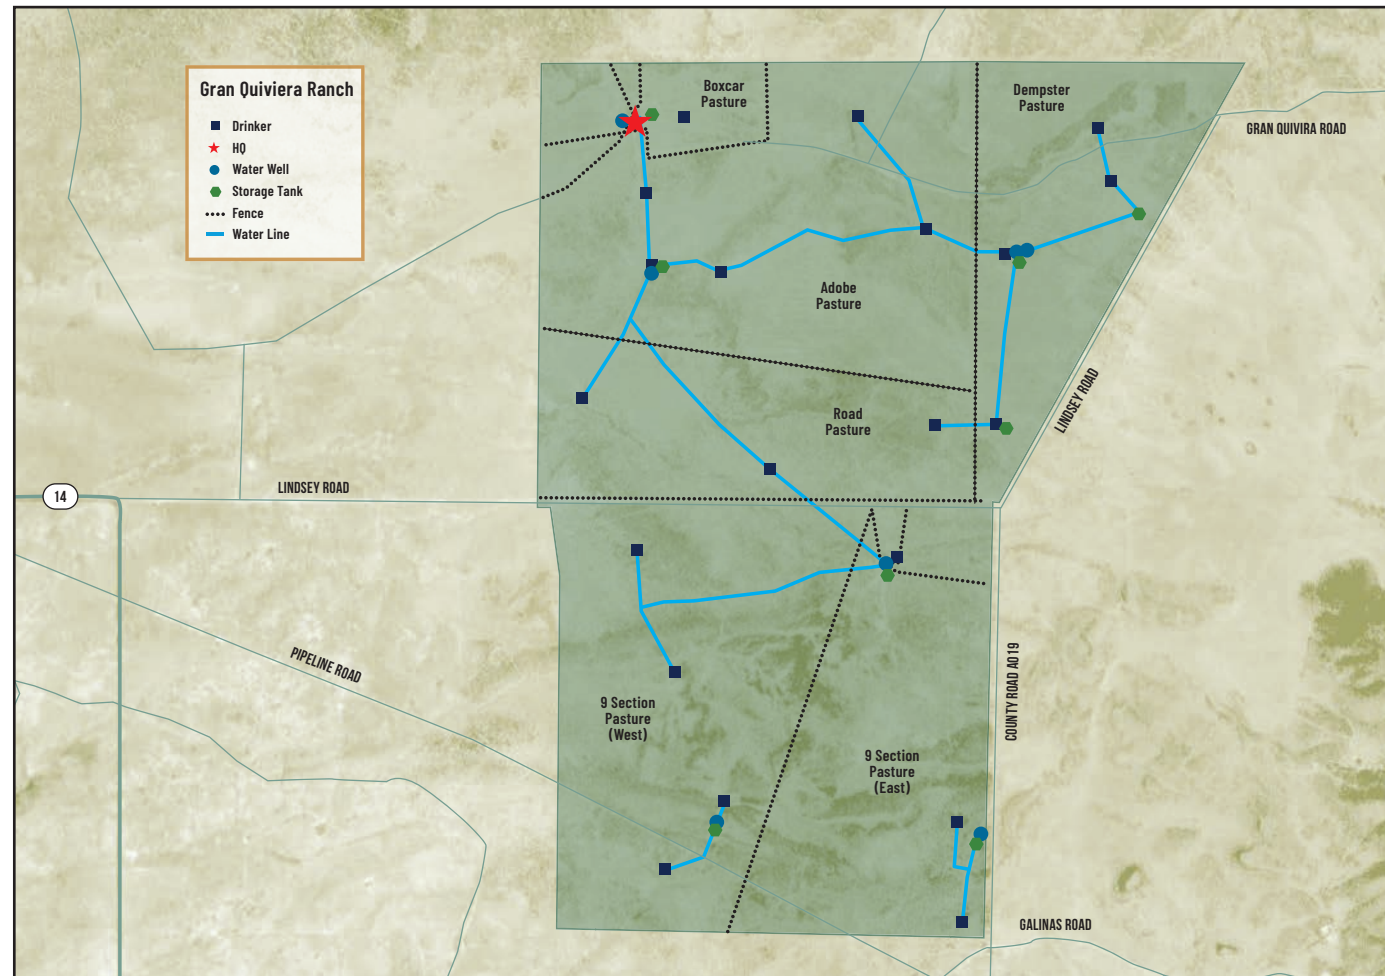 Gran Quiviera Ranch
Drinker
HQ
Water Well
Storage Tank
Fence
Water Line
Boxcar
Pasture
Dempster
Pasture
GRAN QUIVIRA ROAD
Adobe
Pasture
Road
Pasture
LINDSEY ROAD
14
LINDSEY ROAD
PIPELINE ROAD
COUNTY ROAD A019
9 Section
Pasture
(West)
9 Section
Pasture
(East)
GALINAS ROAD